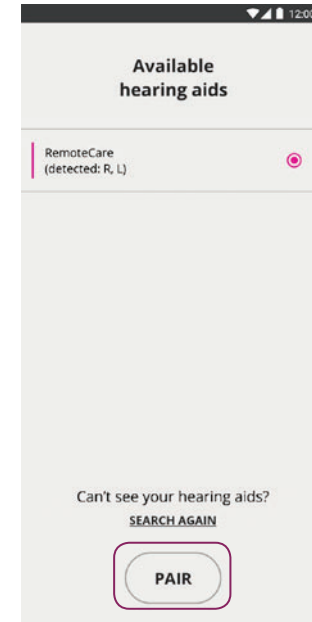 12:00
Available
hearing aids
RemoteCare
(detected: R, L)
Can't see your hearing aids?
SEARCH AGAIN
PAIR